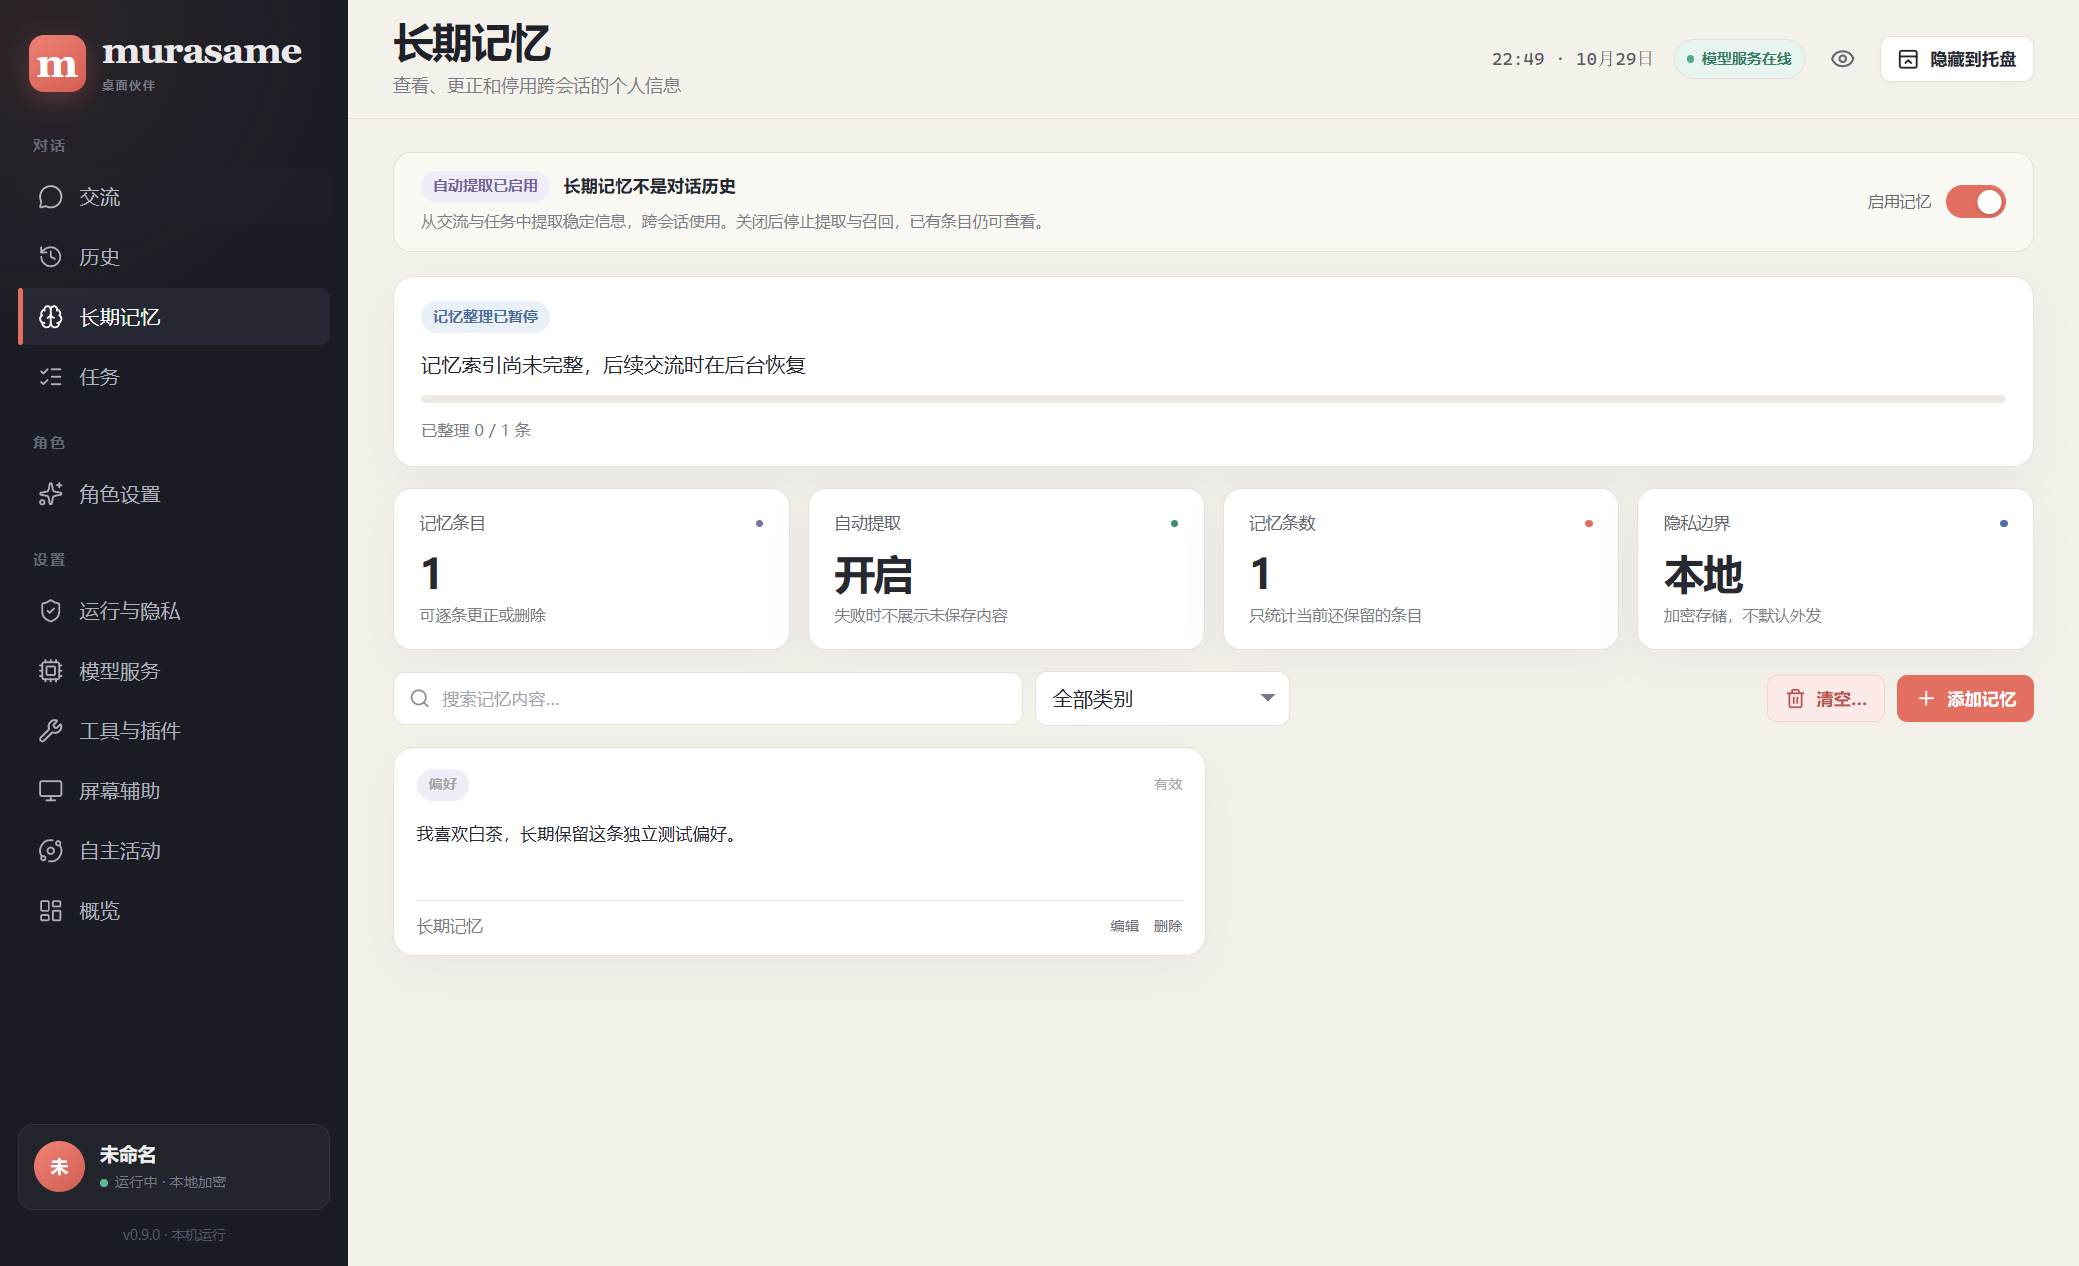 m murasame
桌面伙伴
对话
交流
历史
长期记忆
任务
角色
角色设置
设置
运行与隐私
模型服务
工具与插件
屏幕辅助
自主活动
概览
未 未命名
运行中 · 本地加密
v0.9.0 · 本机运行
长期记忆
查看、更正和停用跨会话的个人信息
22:49 · 10月29日
模型服务在线
隐藏到托盘
自动提取已启用 长期记忆不是对话历史
从交流与任务中提取稳定信息，跨会话使用。关闭后停止提取与召回，已有条目仍可查看。
启用记忆
记忆整理已暂停
记忆索引尚未完整，后续交流时在后台恢复
已整理 0 / 1 条
记忆条目
1
可逐条更正或删除
自动提取
开启
失败时不展示未保存内容
记忆条数
1
只统计当前还保留的条目
隐私边界
本地
加密存储，不默认外发
搜索记忆内容...
全部类别
清空...
添加记忆
偏好
有效
我喜欢白茶，长期保留这条独立测试偏好。
长期记忆
编辑 删除